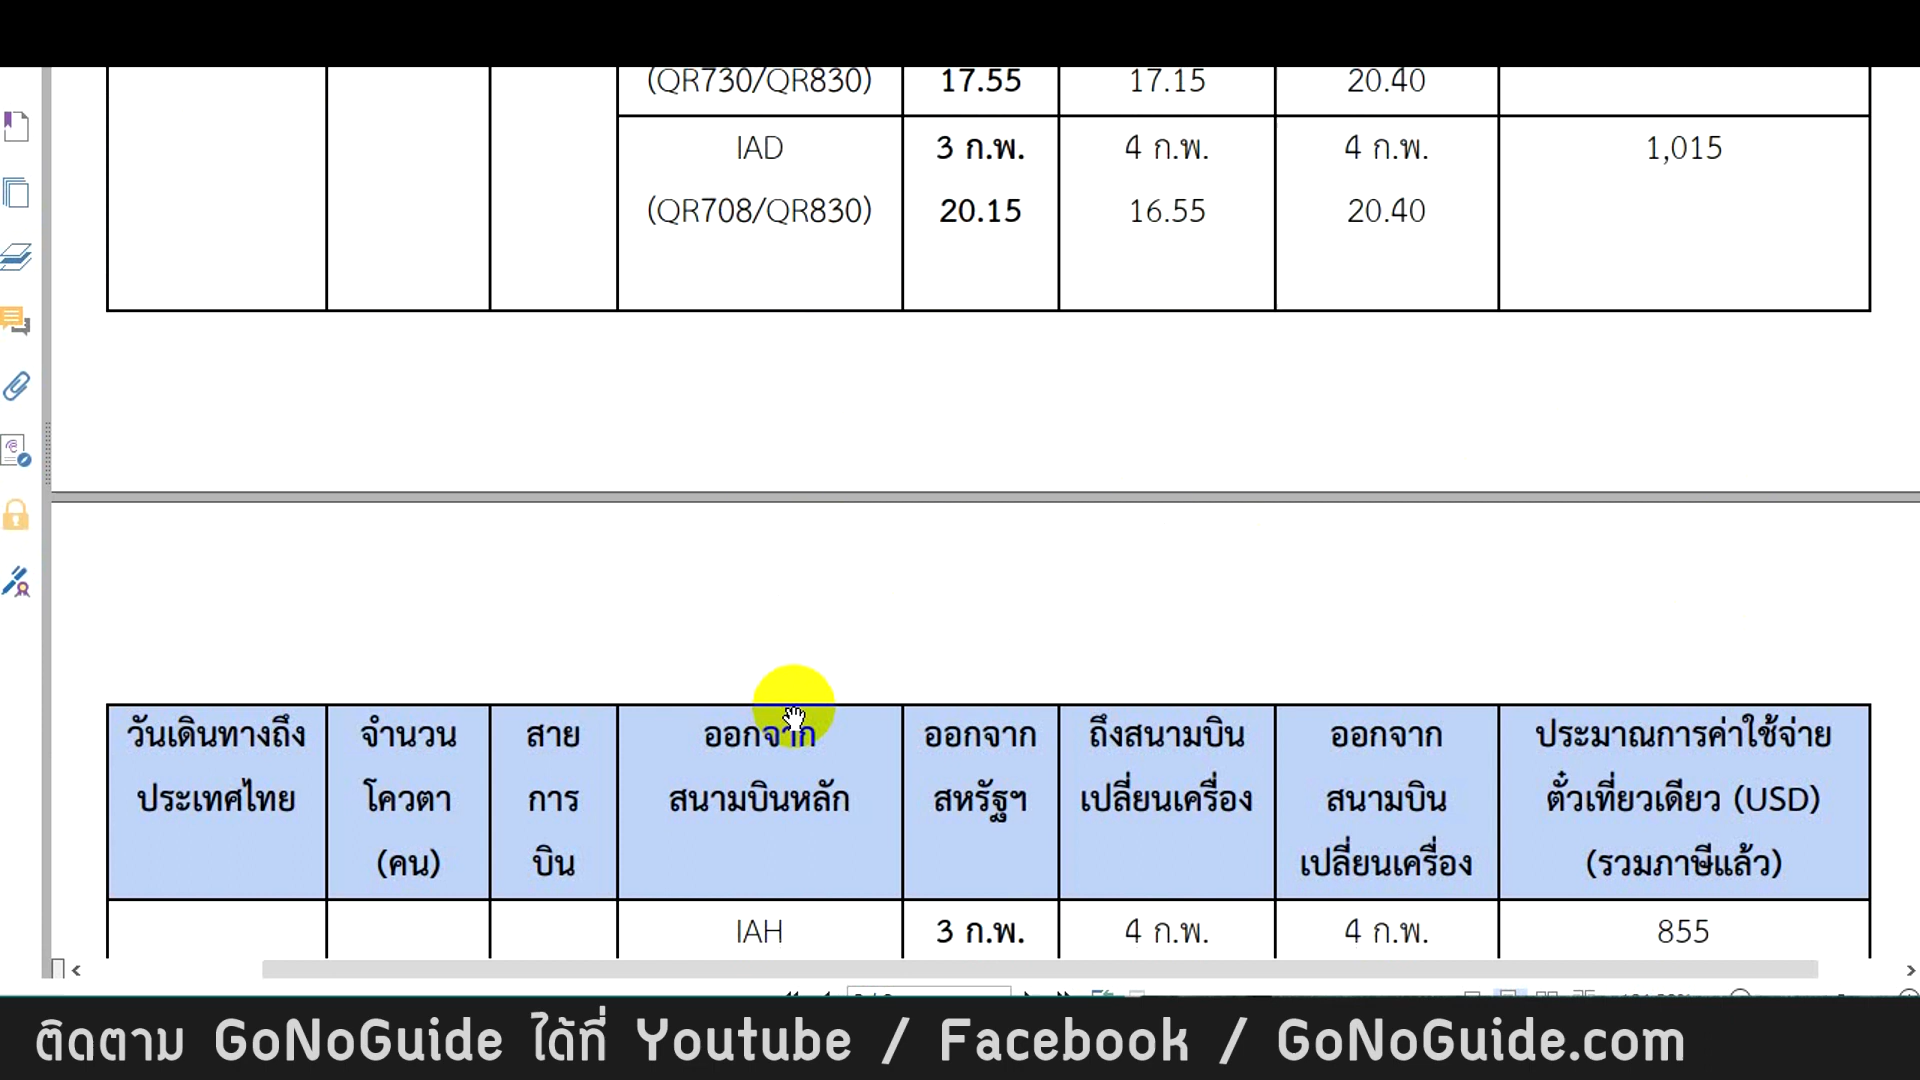 (QR730/QR830) 17.55 17.15 20.40
IAD 3 ก.พ. 4 ก.พ. 4 ก.พ. 1,015
(QR708/QR830) 20.15 16.55 20.40
วันเดินทางถึง จำนวน สาย ออกจาก ออกจาก ถึงสนามบิน ออกจาก ประมาณการค่าใช้จ่าย
ประเทศไทย โควตา การ สนามบินหลัก สหรัฐฯ เปลี่ยนเครื่อง สนามบิน ตั๋วเที่ยวเดียว (USD)
(คน) บิน เปลี่ยนเครื่อง (รวมภาษีแล้ว)
IAH 3 ก.พ. 4 ก.พ. 4 ก.พ. 855
ติดตาม GoNoGuide ได้ที่ Youtube / Facebook / GoNoGuide.com